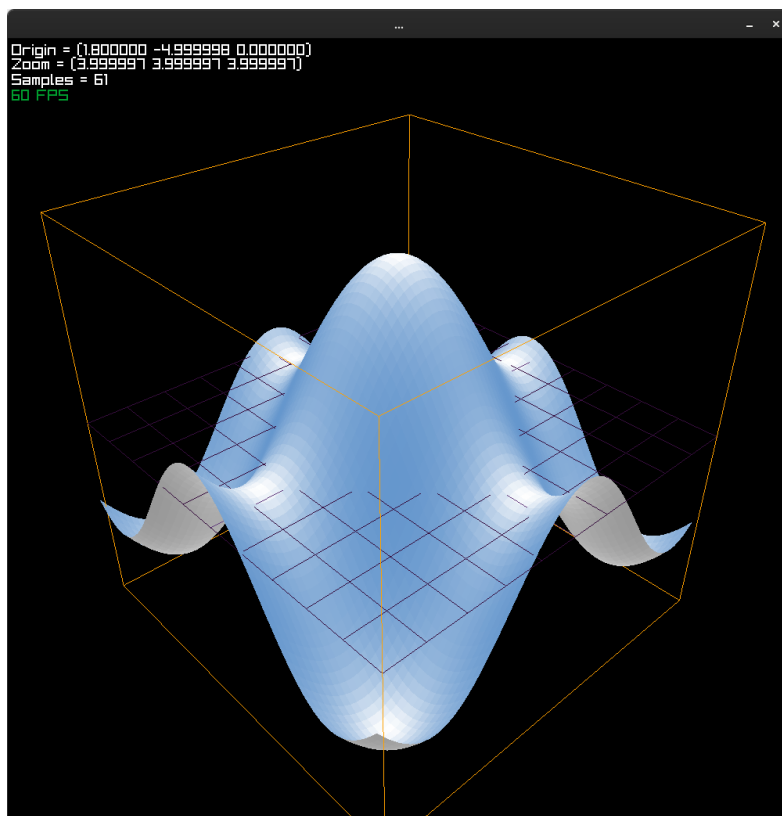 ...
Origin = (1.800000 -4.999998 0.000000)
Zoom = (3.999997 3.999997 3.999997)
Samples = 61
60 FPS